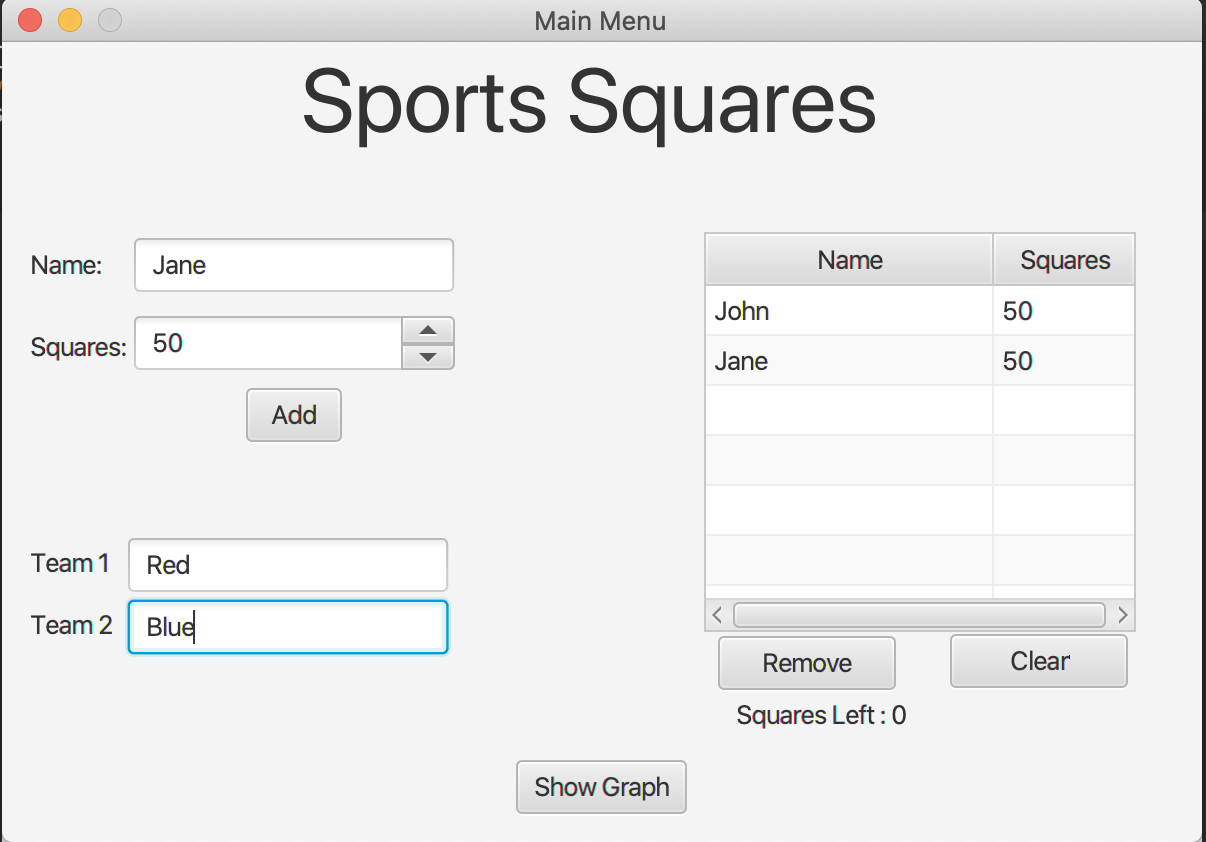 Main Menu
Sports Squares
Name: Jane
Squares: 50
Add
Team 1 Red
Team 2 Blue
Name Squares
John 50
Jane 50
Remove Clear
Squares Left : 0
Show Graph